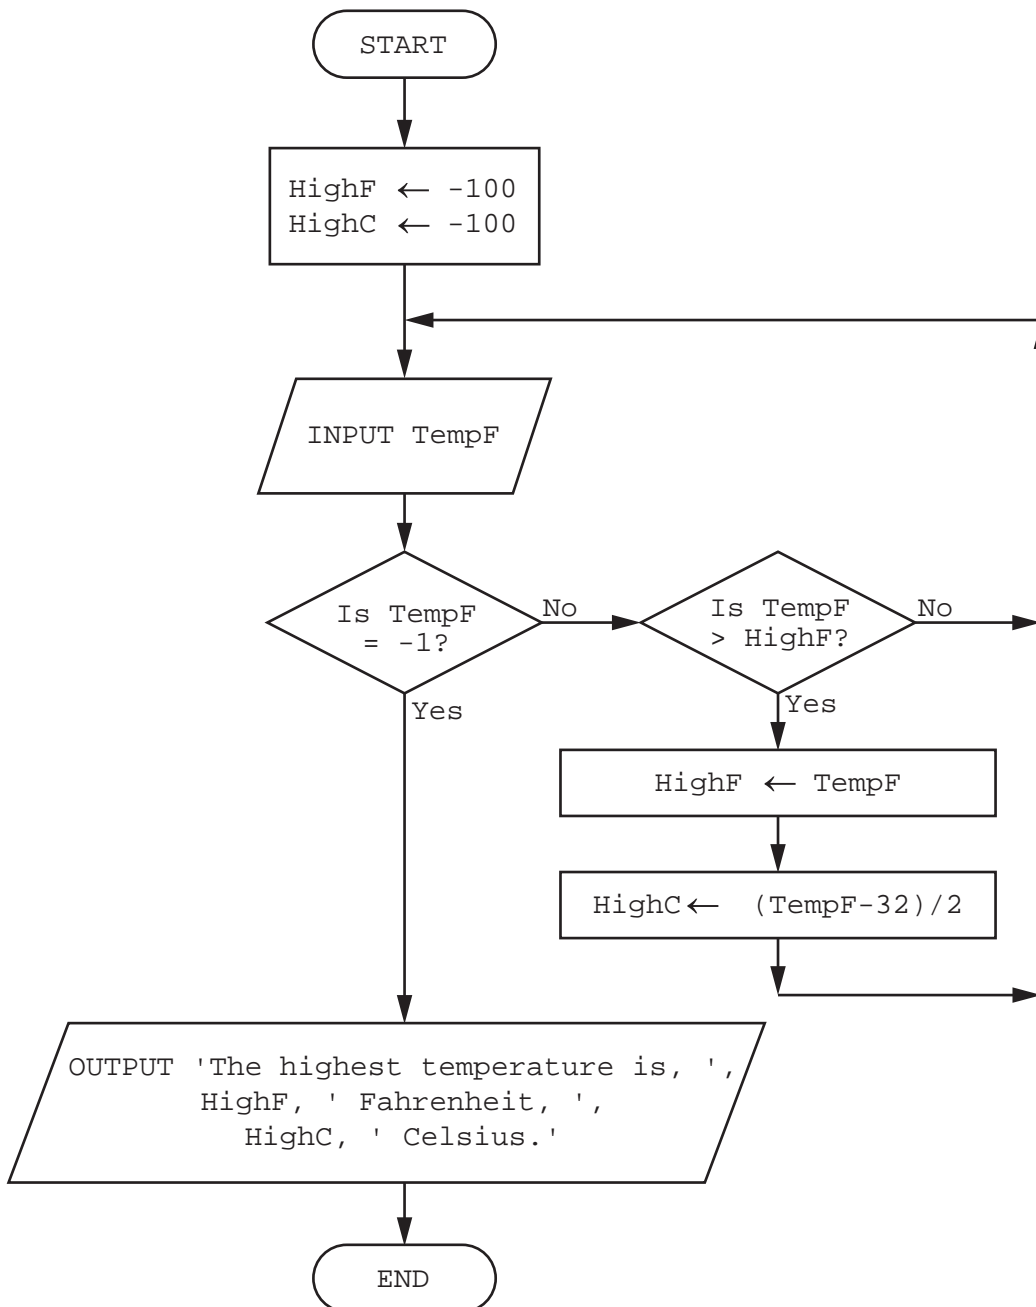 START
HighF ← -100
HighC ← -100
INPUT TempF
Is TempF
= -1?
No
Is TempF
> HighF?
No
Yes
Yes
HighF ← TempF
HighC← (TempF-32)/2
OUTPUT 'The highest temperature is, ',
HighF, ' Fahrenheit, ',
HighC, ' Celsius.'
END